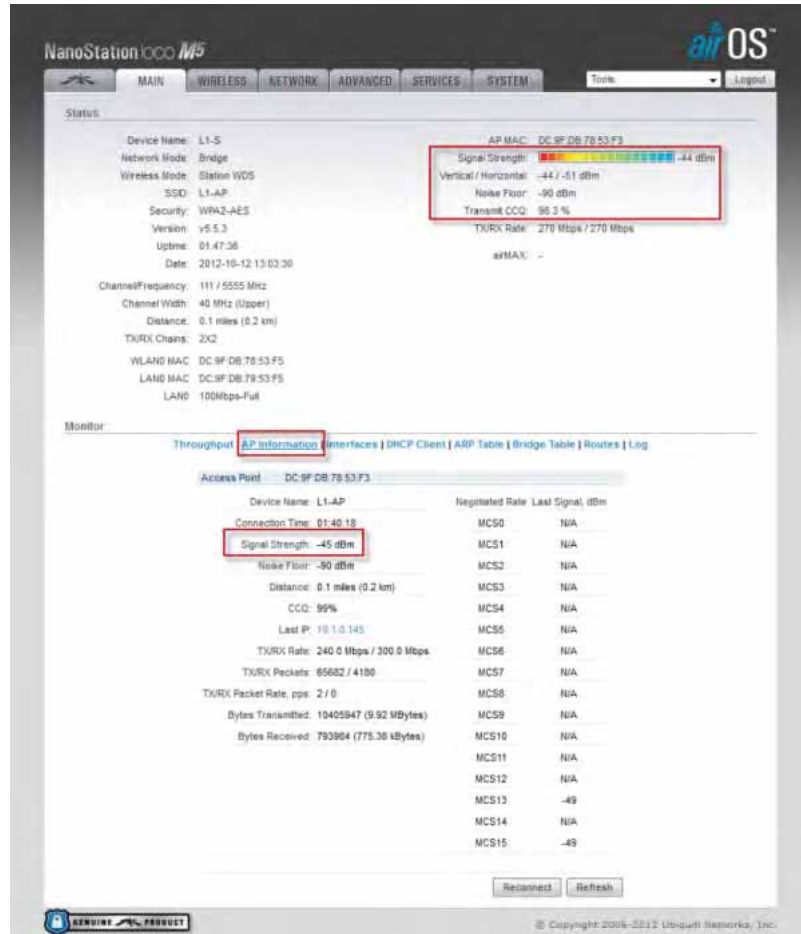 NanoStation loco M5
airOS™
MAIN WIRELESS NETWORK ADVANCED SERVICES SYSTEM Tools: Logout
Status
Device Name: L1-S
Network Mode: Bridge
Wireless Mode: Station WDS
SSID: L1-AP
Security: WPA2-AES
Version: v5.5.3
Uptime: 01:47:36
Date: 2012-10-12 13:03:30
Channel/Frequency: 111 / 5555 MHz
Channel Width: 40 MHz (Upper)
Distance: 0.1 miles (0.2 km)
TX/RX Chains: 2X2
WLAN0 MAC DC:9F:DB:78:53:F5
LAN0 MAC DC:9F:DB:79:53:F5
LAN0 100Mbps-Full
AP MAC: DC:9F:DB:78:53:F3
Signal Strength: -44 dBm
Vertical / Horizontal: -44 / -51 dBm
Noise Floor: -90 dBm
Transmit CCQ: 98.3 %
TX/RX Rate: 270 Mbps / 270 Mbps
airMAX: -
Monitor
Throughput | AP Information | Interfaces | DHCP Client | ARP Table | Bridge Table | Routes | Log
Access Point DC:9F:DB:78:53:F3
Device Name: L1-AP
Connection Time: 01:40:18
Signal Strength: -45 dBm
Noise Floor: -90 dBm
Distance: 0.1 miles (0.2 km)
CCQ: 99%
Last IP: 10.1.0.145
TX/RX Rate: 240.0 Mbps / 300.0 Mbps
TX/RX Packets: 65682 / 4180
TX/RX Packet Rate, pps: 2 / 0
Bytes Transmitted: 10405947 (9.92 MBytes)
Bytes Received: 793984 (775.38 kBytes)
Negotiated Rate Last Signal, dBm
MCS0 N/A
MCS1 N/A
MCS2 N/A
MCS3 N/A
MCS4 N/A
MCS5 N/A
MCS6 N/A
MCS7 N/A
MCS8 N/A
MCS9 N/A
MCS10 N/A
MCS11 N/A
MCS12 N/A
MCS13 -49
MCS14 N/A
MCS15 -49
Reconnect Refresh
GENUINE PRODUCT
© Copyright 2006-2012 Ubiquiti Networks, Inc.